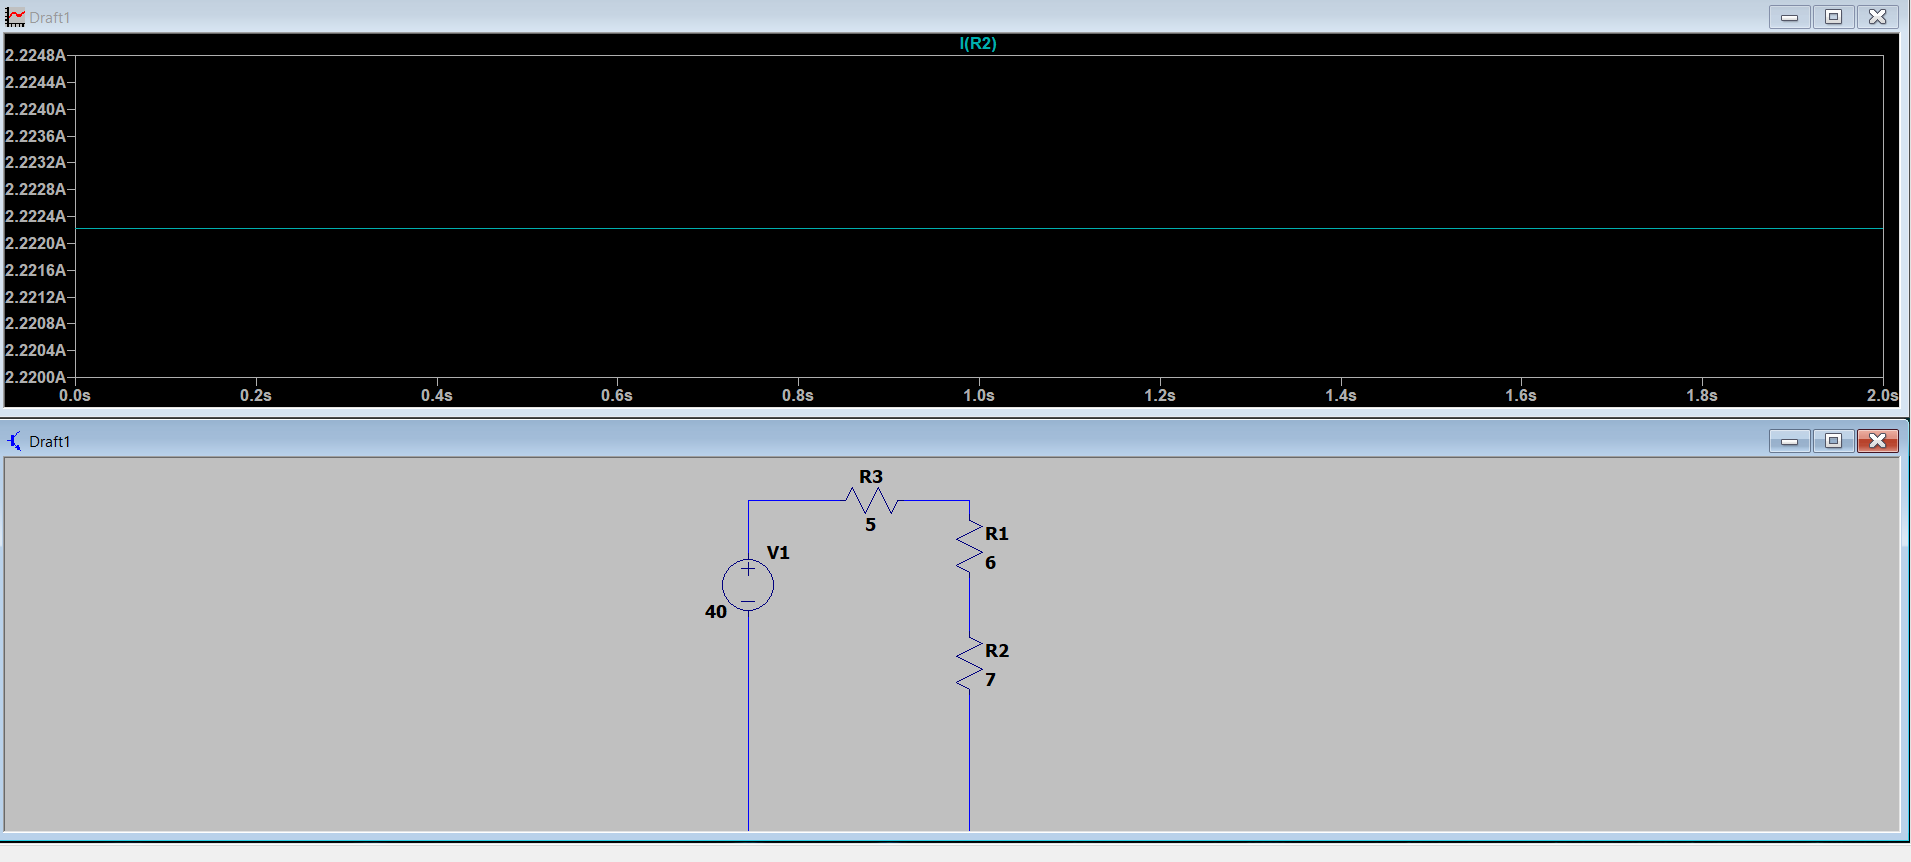 Draft1
I(R2)
2.2248A
2.2244A
2.2240A
2.2236A
2.2232A
2.2228A
2.2224A
2.2220A
2.2216A
2.2212A
2.2208A
2.2204A
2.2200A
0.0s 0.2s 0.4s 0.6s 0.8s 1.0s 1.2s 1.4s 1.6s 1.8s 2.0s
Draft1
R3
5
R1
6
V1
+
−
40
R2
7